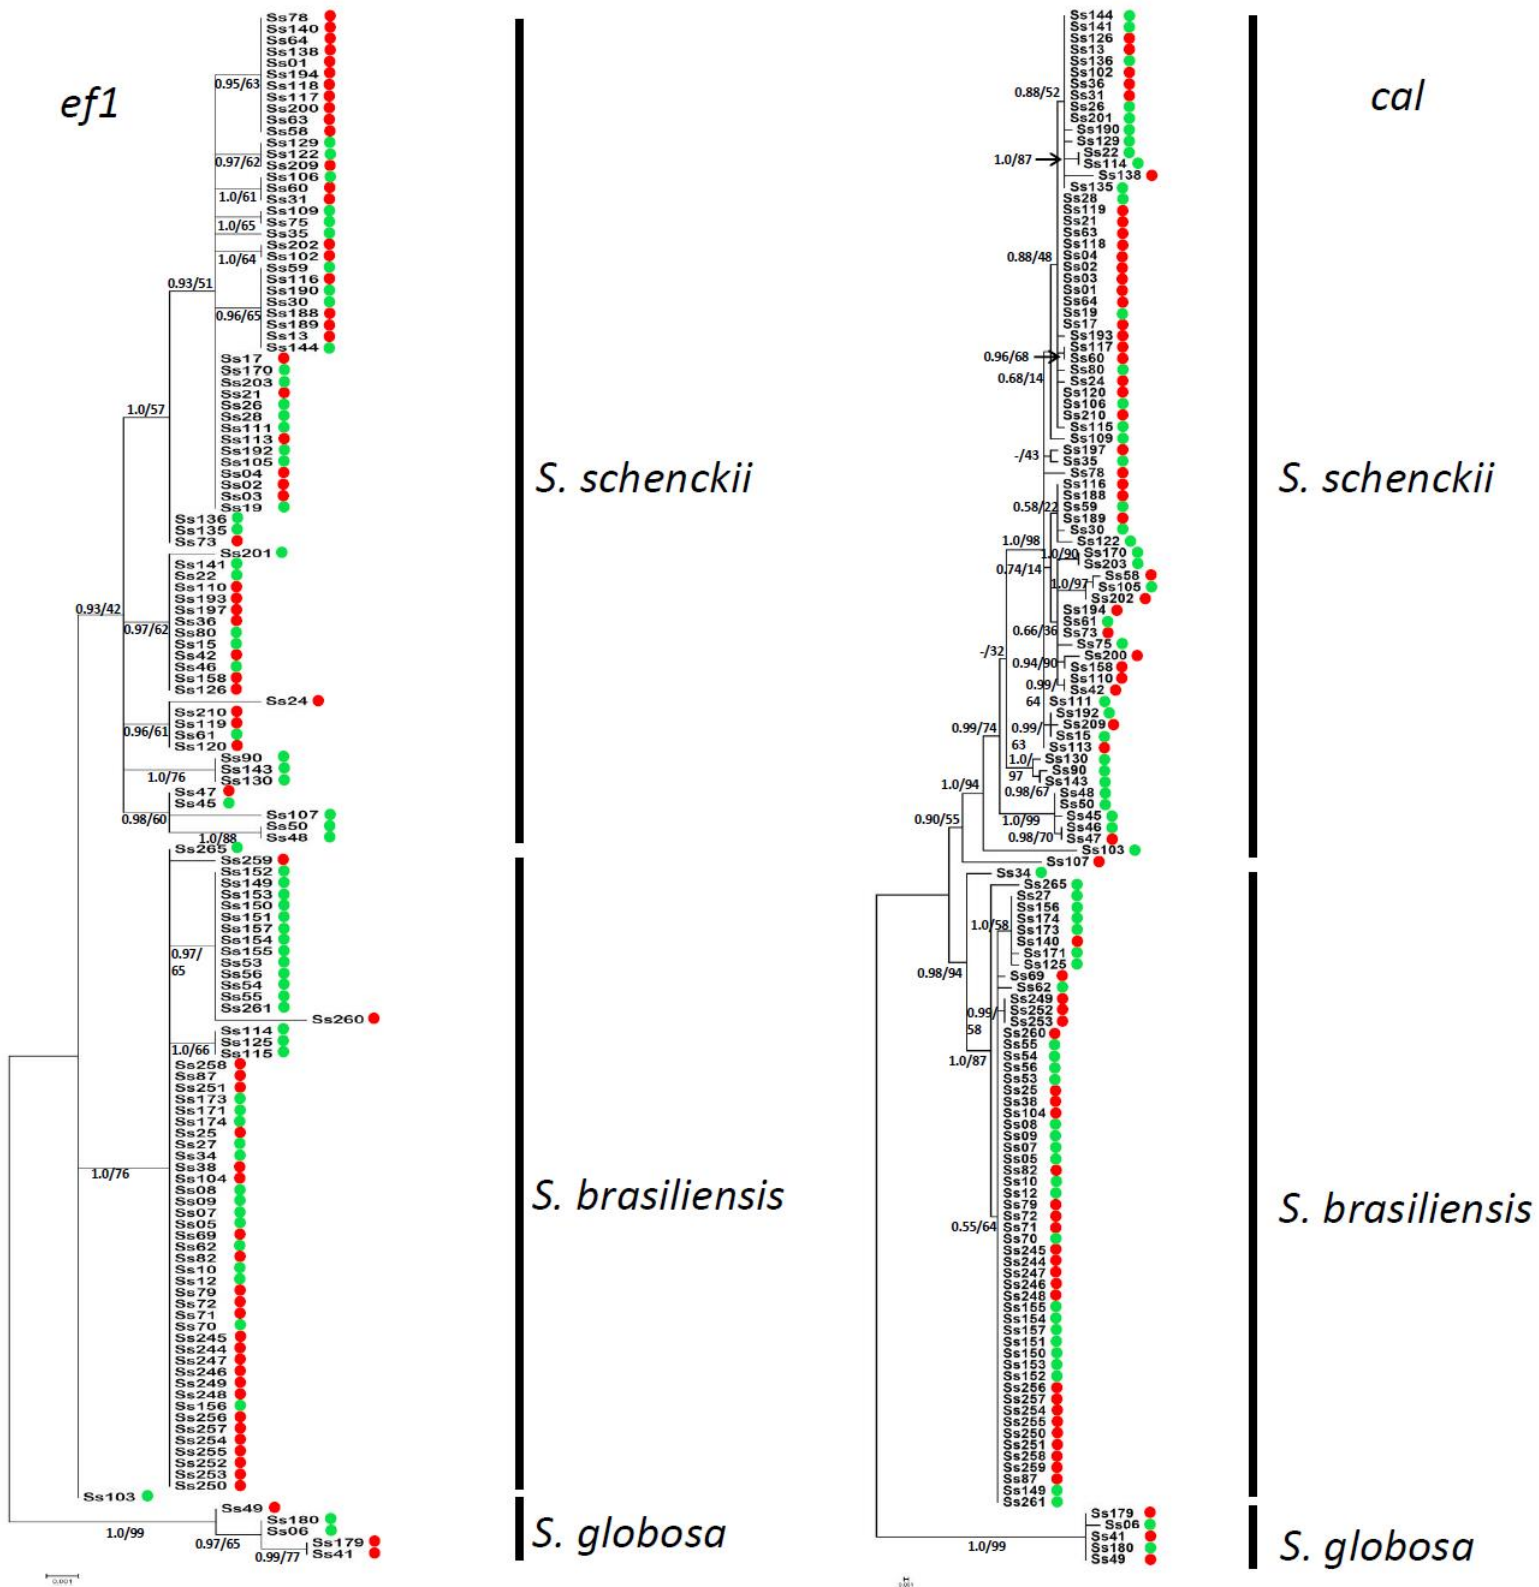 ef1
Ss78
Ss140
Ss64
Ss138
Ss01
Ss194
0.95/63
Ss118
Ss117
Ss200
Ss63
Ss58
Ss129
Ss122
0.97/62
Ss209
Ss106
Ss60
1.0/61
Ss31
Ss109
Ss75
1.0/65
Ss35
Ss202
Ss102
1.0/64
Ss59
Ss116
0.93/51
Ss190
Ss30
Ss188
0.96/65
Ss189
Ss13
Ss144
Ss17
Ss170
Ss203
Ss21
Ss26
1.0/57
Ss28
Ss111
Ss113
Ss192
Ss105
Ss04
Ss02
Ss03
Ss19
Ss136
Ss135
Ss73
Ss201
Ss141
Ss22
Ss110
Ss193
0.93/42
Ss197
Ss36
0.97/62
Ss80
Ss15
Ss42
Ss46
Ss158
Ss126
Ss24
Ss210
Ss119
0.96/61
Ss61
Ss120
Ss90
Ss143
1.0/76
Ss130
Ss47
Ss45
Ss107
0.98/60
Ss50
Ss48
1.0/88
S. schenckii
Ss265
Ss259
Ss152
Ss149
Ss153
Ss150
Ss151
Ss157
Ss154
Ss155
0.97/
65
Ss53
Ss56
Ss54
Ss55
Ss261
Ss260
Ss114
Ss125
1.0/66
Ss115
Ss258
Ss87
Ss251
Ss173
Ss171
Ss174
Ss25
Ss27
Ss34
Ss38
1.0/76
Ss104
Ss08
Ss09
Ss07
Ss05
Ss69
Ss62
Ss82
Ss10
Ss12
Ss79
Ss72
Ss71
Ss70
Ss245
Ss244
Ss247
Ss246
Ss249
Ss248
Ss156
Ss256
Ss257
Ss254
Ss255
Ss252
Ss253
Ss250
S. brasiliensis
Ss103
Ss49
Ss180
Ss06
1.0/99
0.97/65
Ss179
Ss41
0.99/77
S. globosa
0.001
cal
Ss144
Ss141
Ss126
Ss13
Ss136
Ss102
Ss36
0.88/52
Ss31
Ss26
Ss201
Ss190
Ss129
Ss22
1.0/87
Ss114
Ss138
Ss135
Ss28
Ss119
Ss21
Ss63
Ss118
0.88/48
Ss04
Ss02
Ss03
Ss01
Ss64
Ss19
Ss17
Ss193
Ss117
0.96/68
Ss60
Ss80
0.68/14
Ss24
Ss120
Ss106
Ss210
Ss115
Ss109
Ss197
-/43
Ss35
Ss78
Ss116
Ss188
0.58/22
Ss59
Ss189
Ss30
1.0/98
Ss122
1.0/90
Ss170
Ss203
0.74/14
Ss58
1.0/97
Ss105
Ss202
Ss194
Ss61
0.66/36
Ss73
Ss75
-/32
Ss200
0.94/90
Ss158
Ss110
0.99/
64
Ss42
Ss111
Ss192
0.99/74
0.99/
63
Ss209
Ss15
Ss113
1.0/
97
Ss130
Ss90
Ss143
1.0/94
0.98/67
Ss48
Ss50
0.90/55
1.0/99
Ss45
Ss46
0.98/70
Ss47
Ss103
Ss107
S. schenckii
Ss34
Ss265
Ss27
Ss156
Ss174
1.0/58
Ss173
Ss140
Ss171
Ss125
0.98/94
Ss69
Ss62
Ss249
0.99/
58
Ss252
Ss253
Ss260
Ss55
Ss54
1.0/87
Ss56
Ss53
Ss25
Ss38
Ss104
Ss08
Ss09
Ss07
Ss05
Ss82
Ss10
Ss12
Ss79
Ss72
0.55/64
Ss71
Ss70
Ss245
Ss244
Ss247
Ss246
Ss248
Ss155
Ss154
Ss157
Ss151
Ss150
Ss153
Ss152
Ss256
Ss257
Ss254
Ss255
Ss250
Ss251
Ss258
Ss259
Ss87
Ss149
Ss261
S. brasiliensis
Ss179
Ss06
Ss41
Ss180
1.0/99
Ss49
S. globosa
0.001